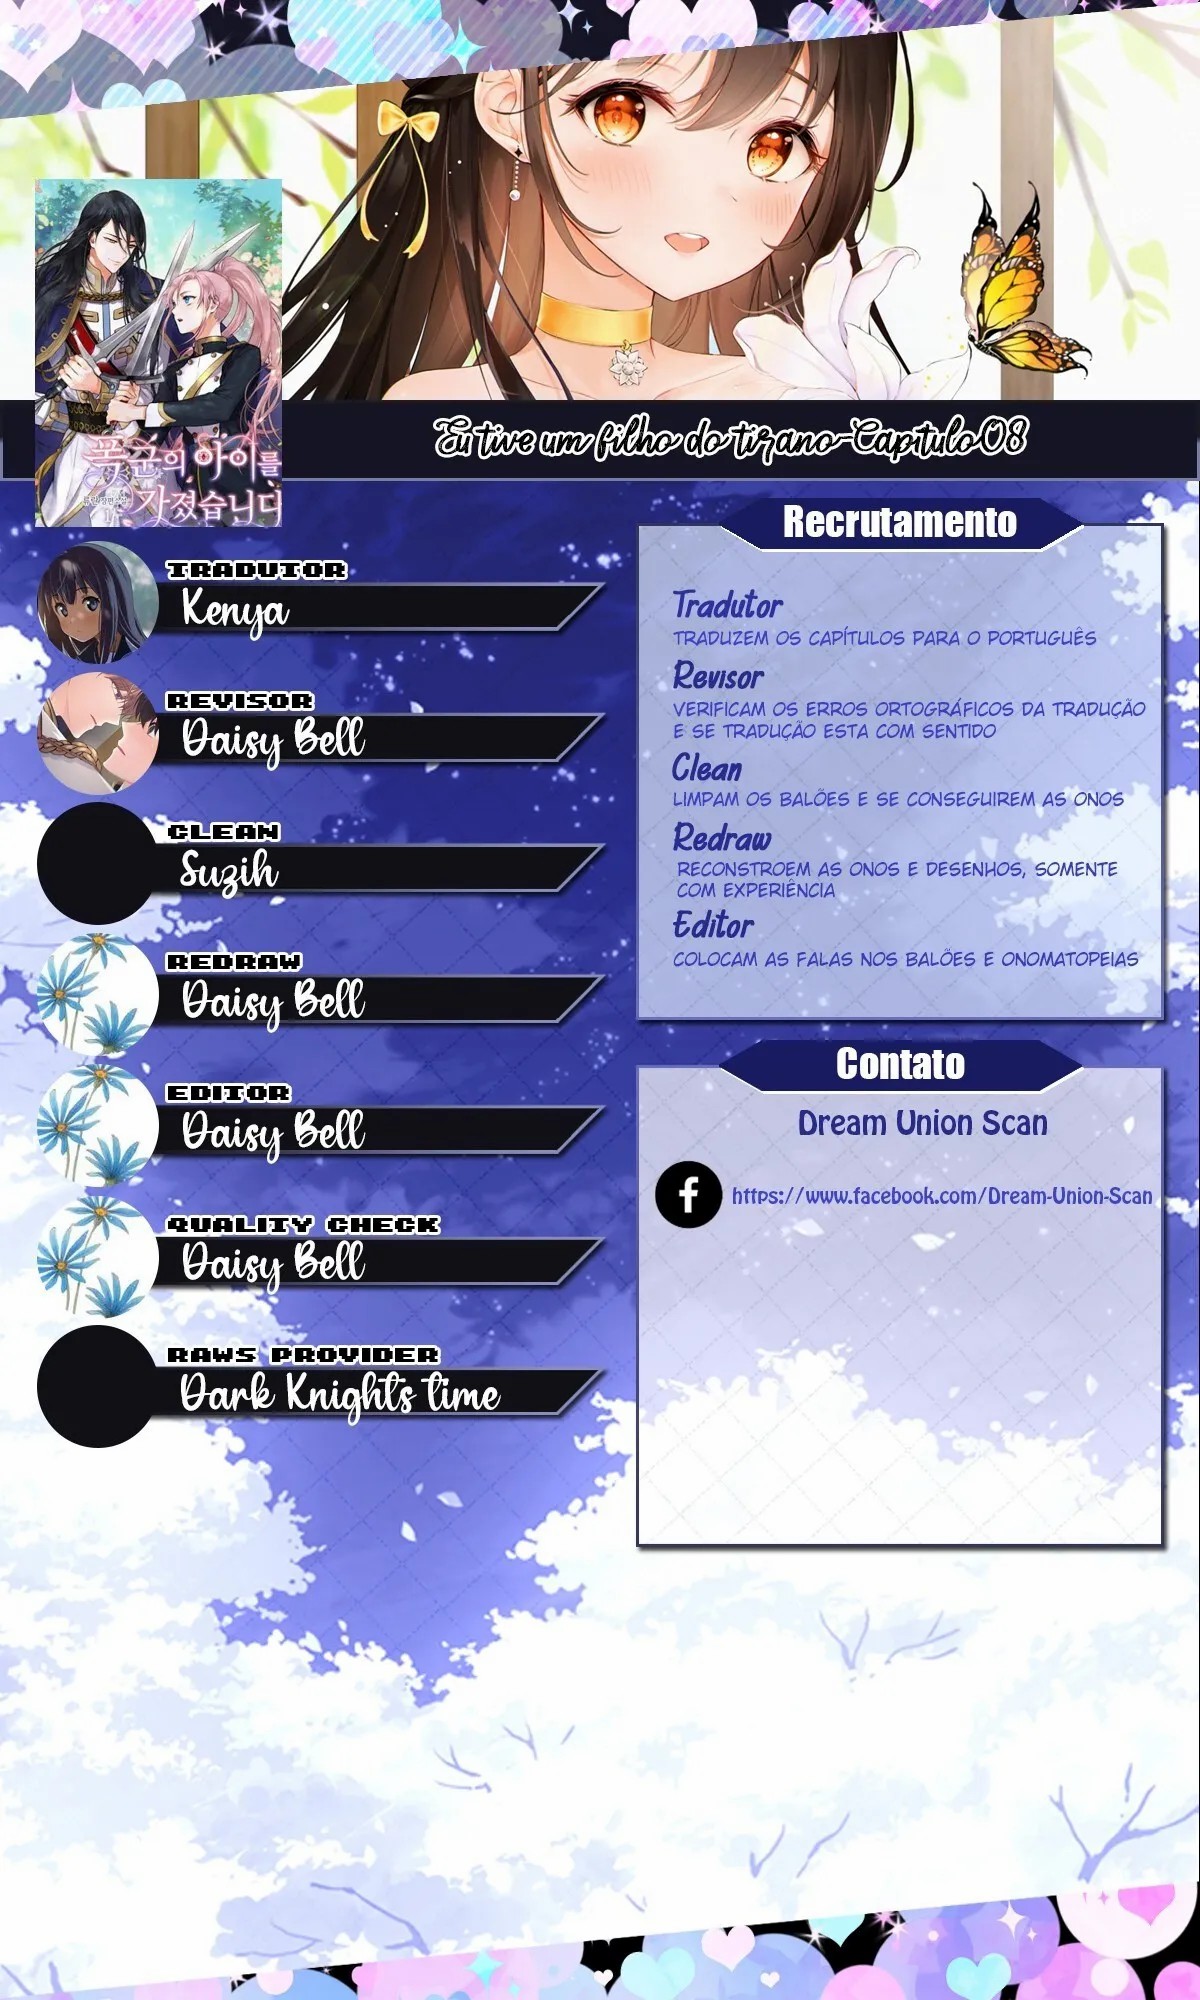 Eu tive um filho do tirano-Capitulo08
폭군의 아이를
가졌습니다
TRADUTOR
Kenya
REVISOR
Daisy Bell
CLEAN
Suzih
REDRAW
Daisy Bell
EDITOR
Daisy Bell
QUALITY CHECK
Daisy Bell
RAWS PROVIDER
Dark Knights time
Recrutamento
Tradutor
TRADUZEM OS CAPÍTULOS PARA O PORTUGUÊS
Revisor
VERIFICAM OS ERROS ORTOGRÁFICOS DA TRADUÇÃO
E SE TRADUÇÃO ESTA COM SENTIDO
Clean
LIMPAM OS BALÕES E SE CONSEGUIREM AS ONOS
Redraw
RECONSTROEM AS ONOS E DESENHOS, SOMENTE
COM EXPERIÊNCIA
Editor
COLOCAM AS FALAS NOS BALÕES E ONOMATOPEIAS
Contato
Dream Union Scan
f
https://www.facebook.com/Dream-Union-Scan